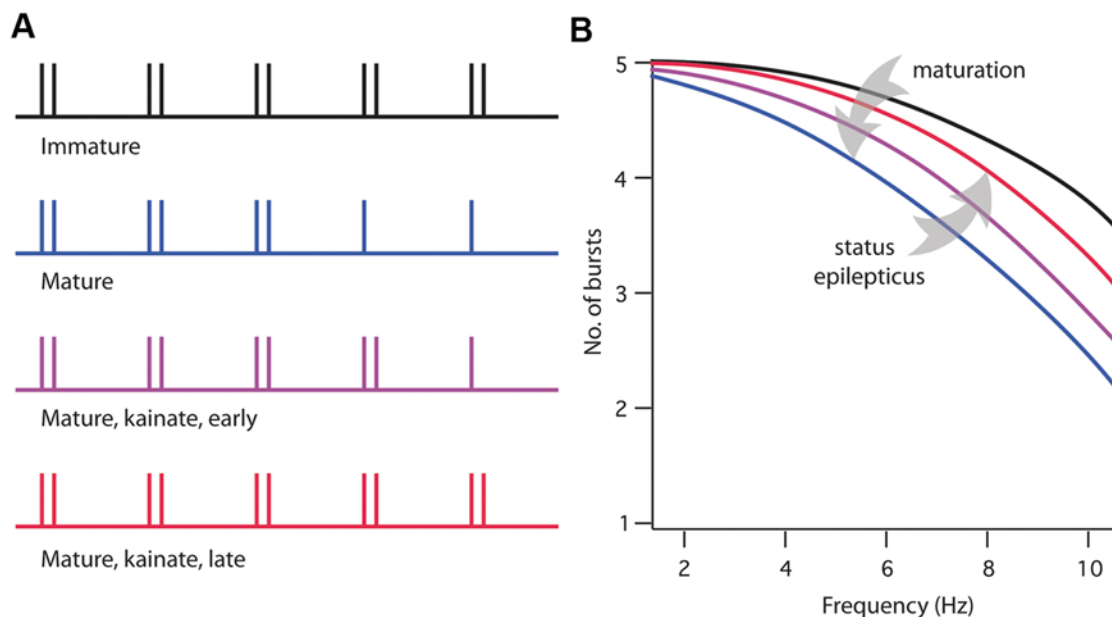 A
Immature
Mature
Mature, kainate, early
Mature, kainate, late
B
No. of bursts
5
4
3
2
1
maturation
status
epilepticus
2 4 6 8 10
Frequency (Hz)